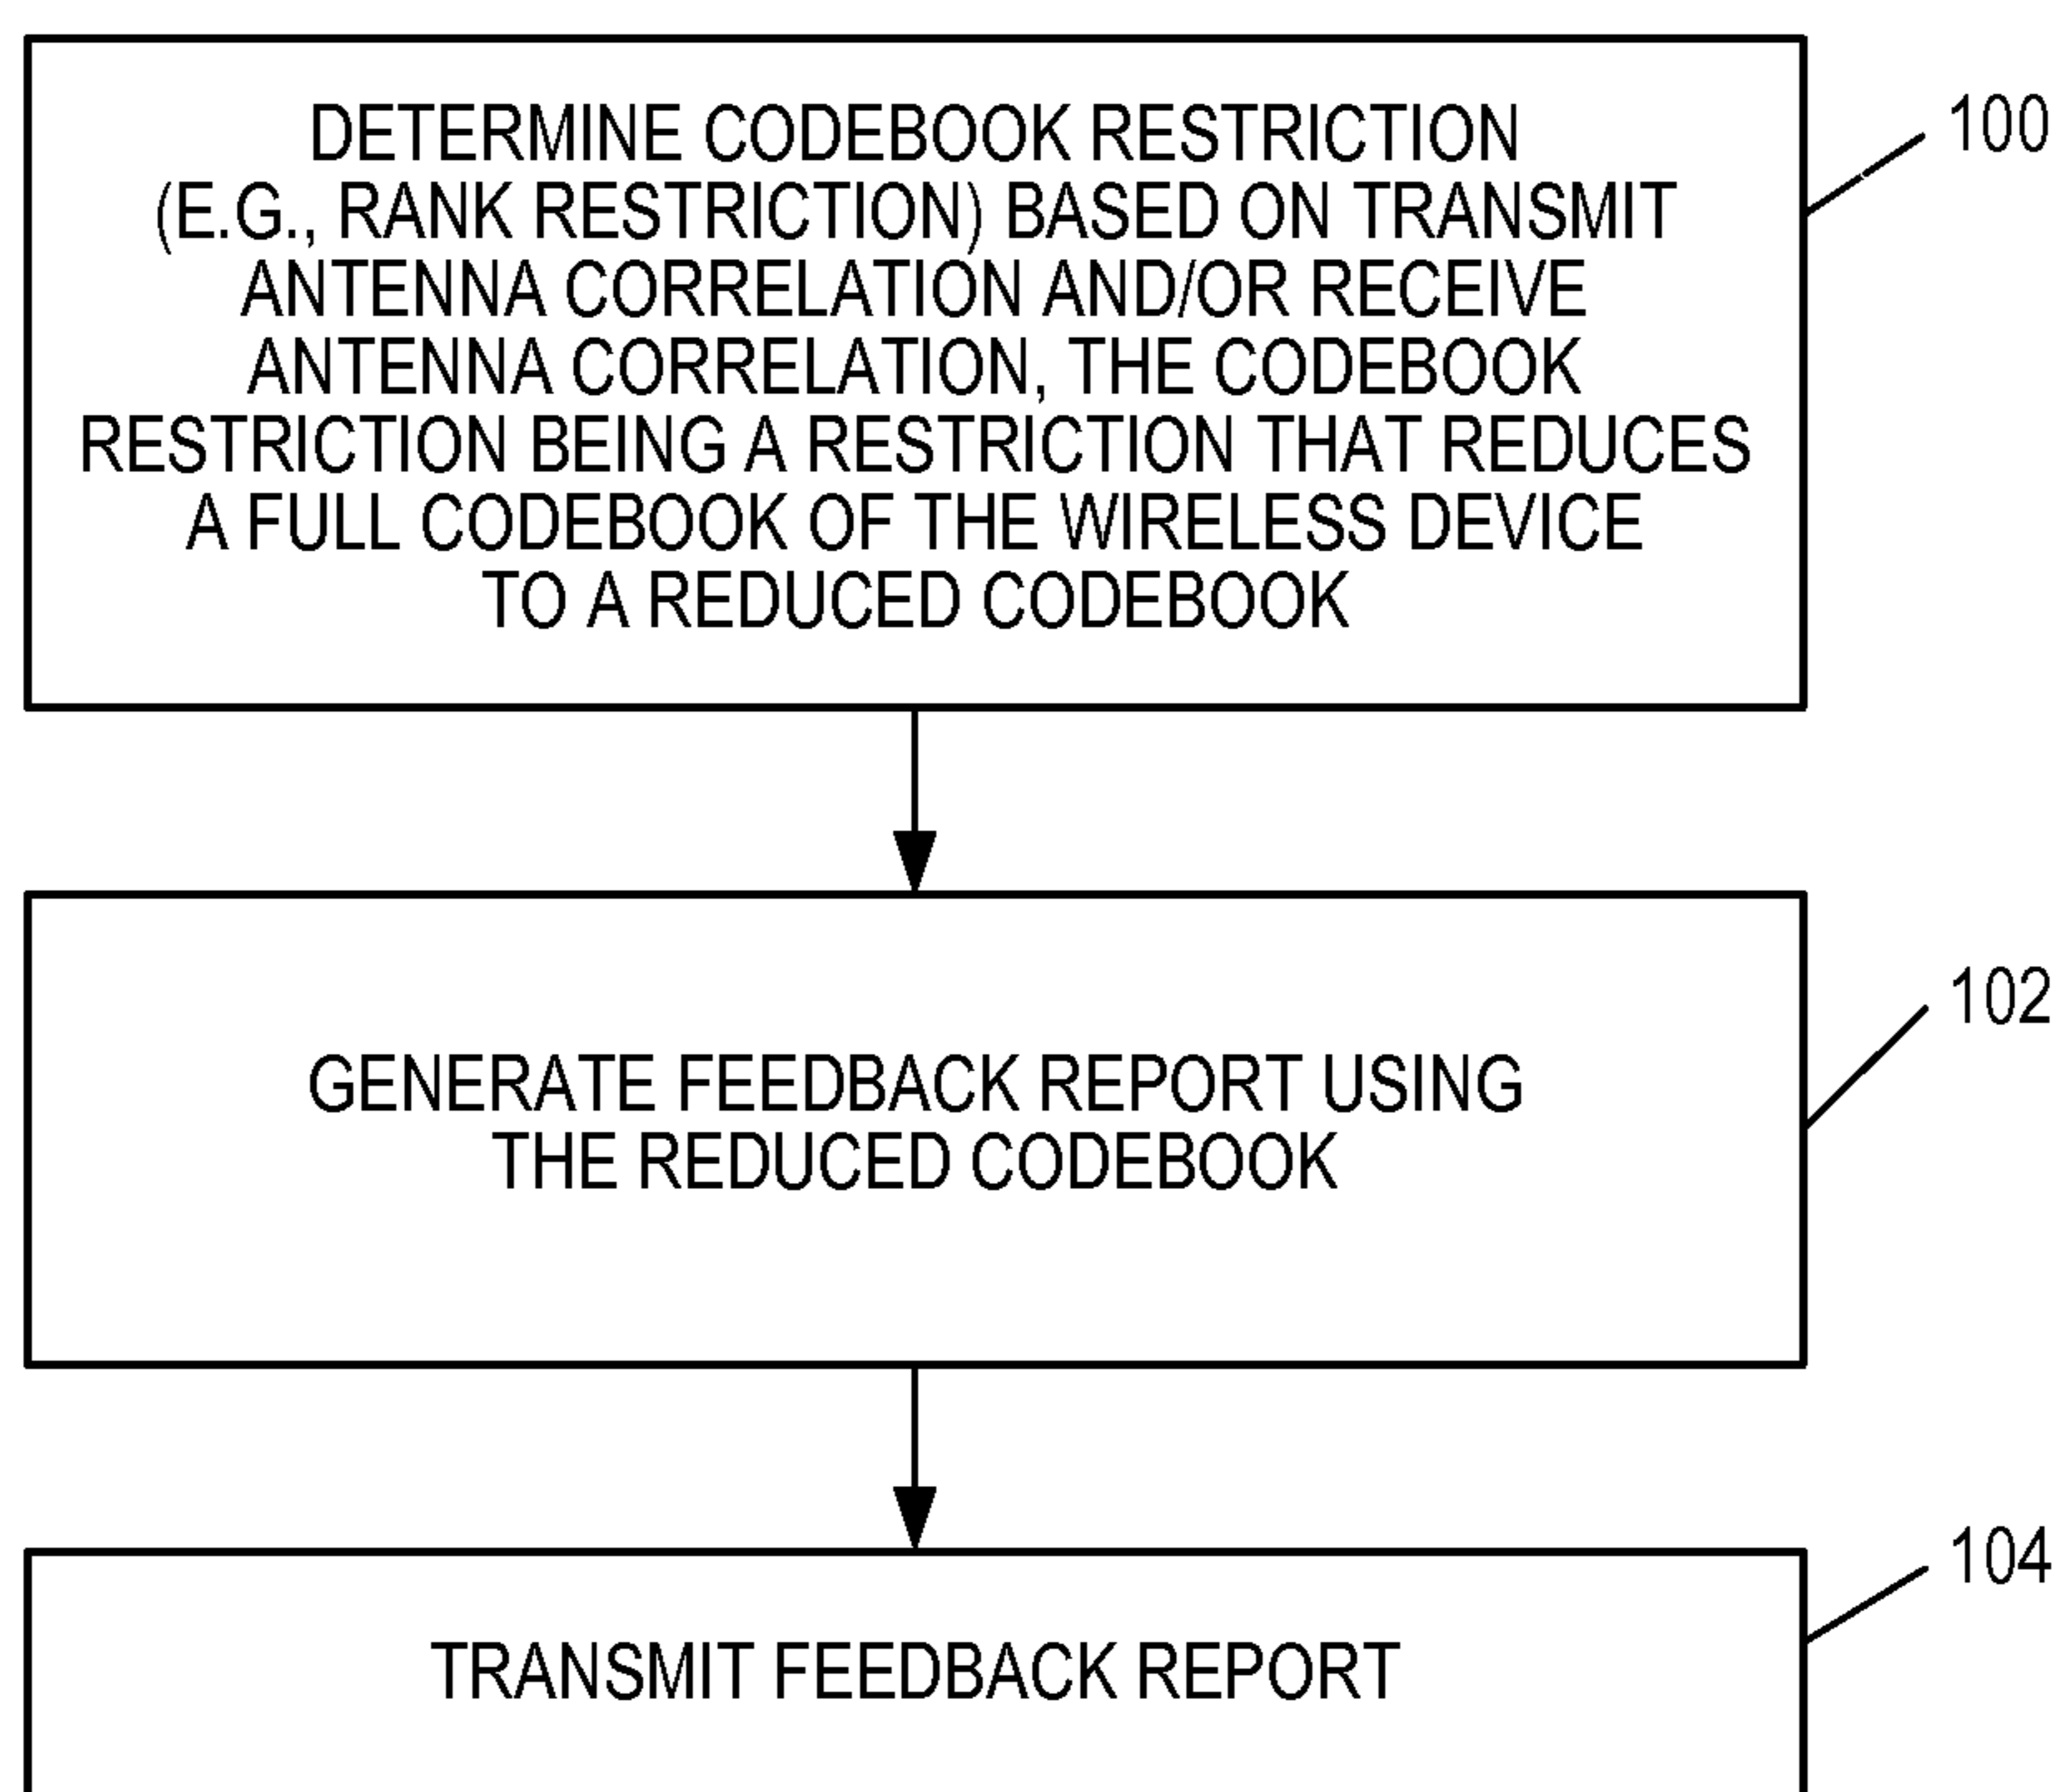 DETERMINE CODEBOOK RESTRICTION
(E.G., RANK RESTRICTION) BASED ON TRANSMIT
ANTENNA CORRELATION AND/OR RECEIVE
ANTENNA CORRELATION, THE CODEBOOK
RESTRICTION BEING A RESTRICTION THAT REDUCES
A FULL CODEBOOK OF THE WIRELESS DEVICE
TO A REDUCED CODEBOOK
100
GENERATE FEEDBACK REPORT USING
THE REDUCED CODEBOOK
102
TRANSMIT FEEDBACK REPORT
104